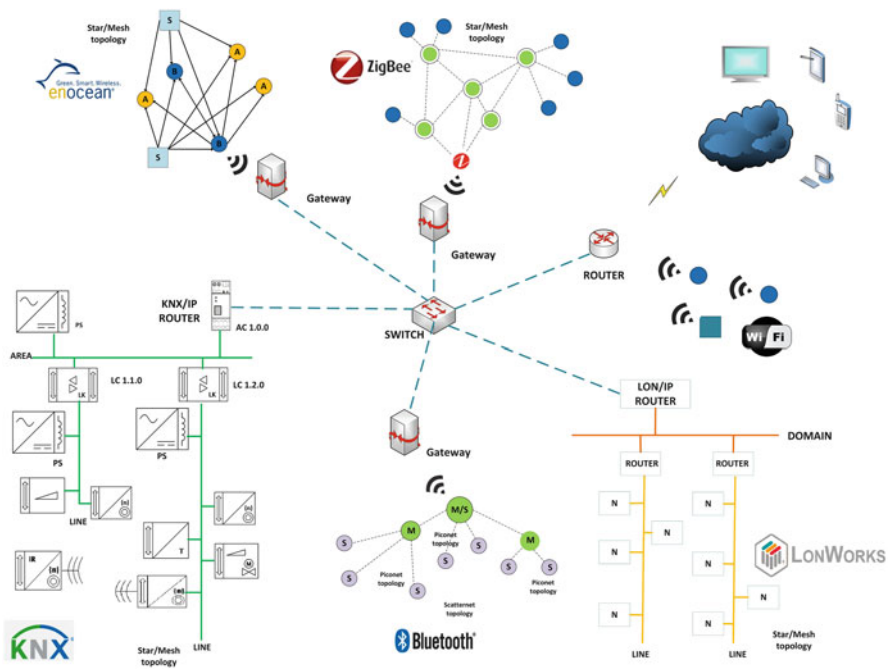 S
Star/Mesh
topology
A
B
A
A
S
B
Green. Smart. Wireless.
enocean®
Gateway
Star/Mesh
topology
ZigBee®
Gateway
ROUTER
Wi Fi
SWITCH
KNX/IP
ROUTER
AC 1.0.0
PS
AREA
LK
LC 1.1.0
LK
LC 1.2.0
PS
PS
LINE
T
M
IR
LINE
KNX®
Star/Mesh
topology
Gateway
M/S
M
M
S
S
S
S
S
S
S
Piconet
topology
Piconet
topology
Piconet
topology
Scatternet
topology
Bluetooth®
LON/IP
ROUTER
DOMAIN
ROUTER
ROUTER
N
N
N
N
N
N
N
N
LINE
LINE
LONWORKS
Star/Mesh
topology